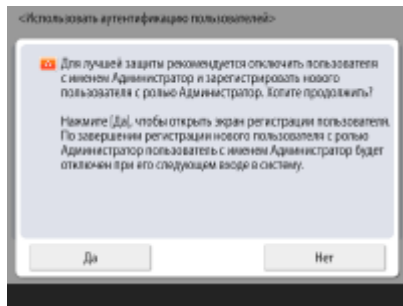 <Использовать аутентификацию пользователей>
Для лучшей защиты рекомендуется отключить пользователя
с именем Администратор и зарегистрировать нового
пользователя с ролью Администратор. Хотите продолжить?
Нажмите [Да], чтобы открыть экран регистрации пользователя.
По завершении регистрации нового пользователя с ролью
Администратор пользователь с именем Администратор будет
отключен при его следующем входе в систему.
Да
Нет